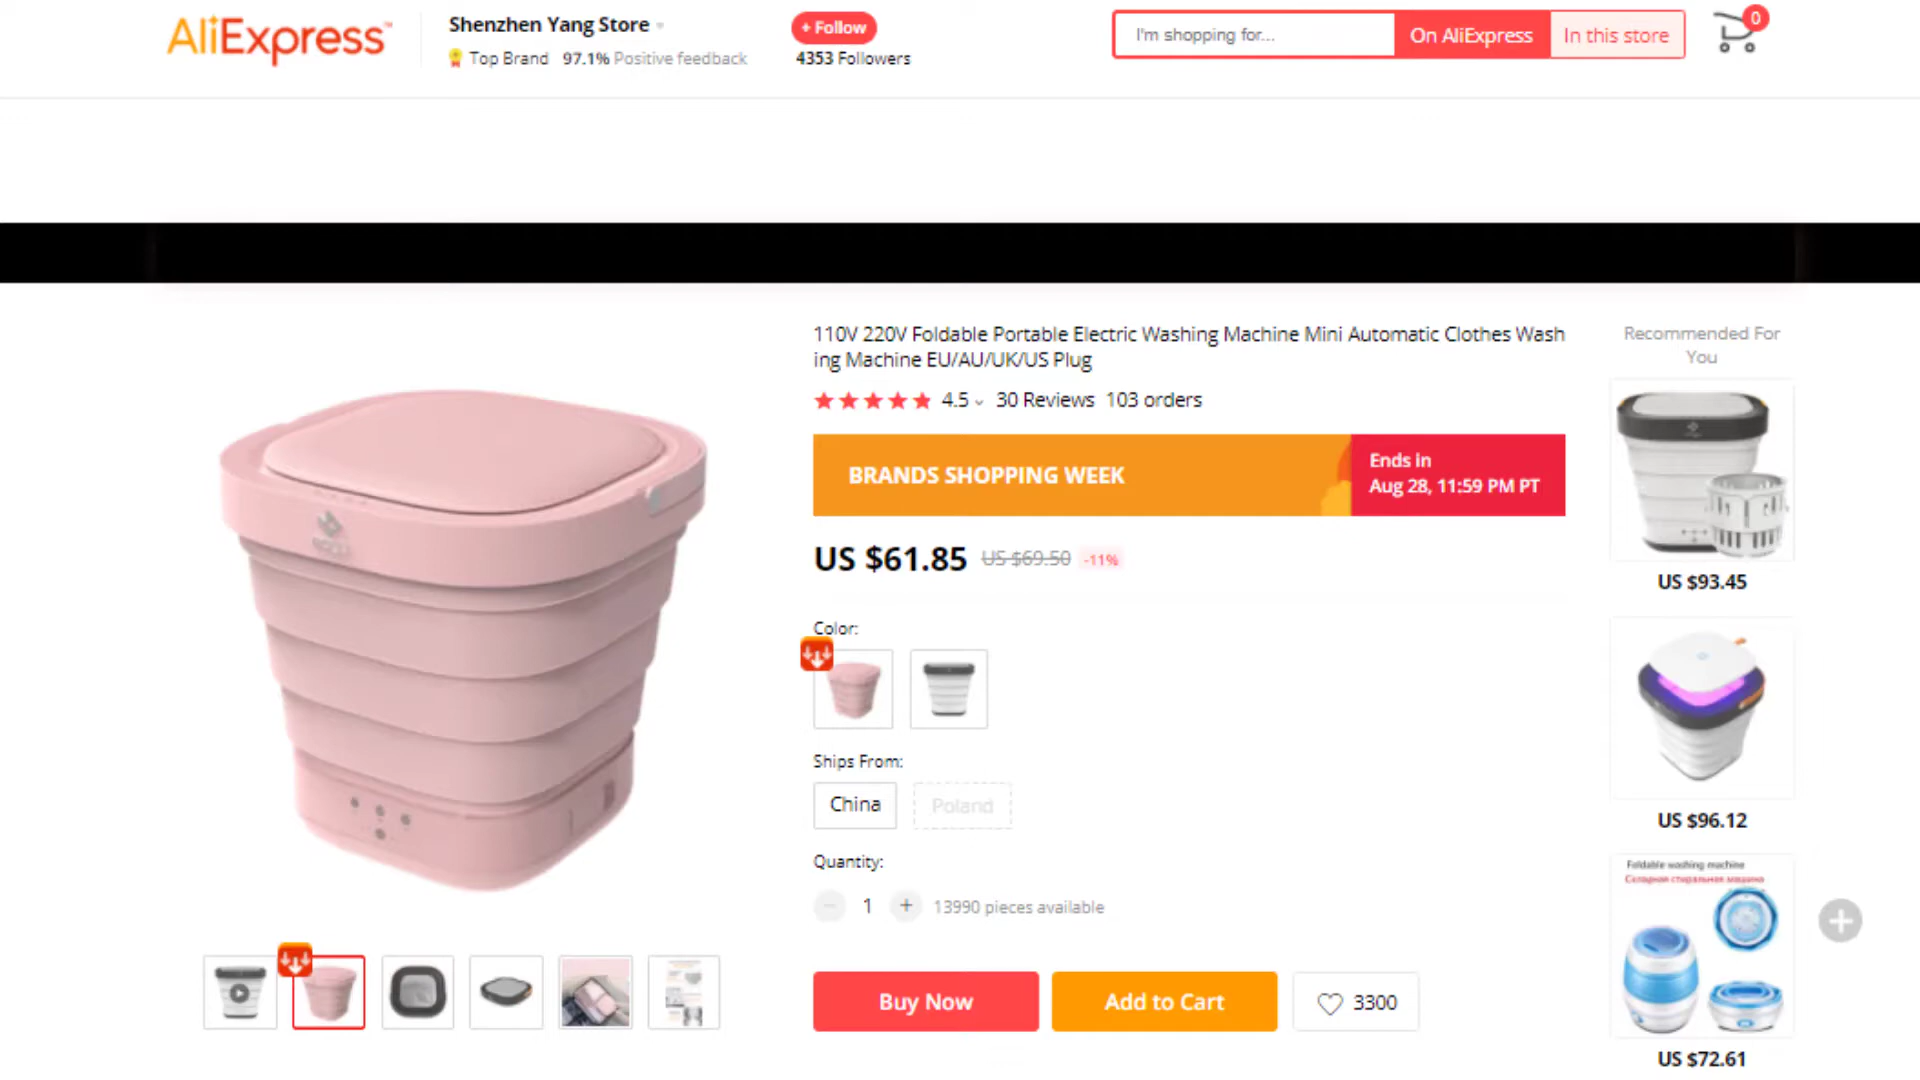 AliExpress™
Shenzhen Yang Store
Top Brand 97.1% Positive feedback
+ Follow
4353 Followers
I'm shopping for...
On AliExpress
In this store
0
110V 220V Foldable Portable Electric Washing Machine Mini Automatic Clothes Wash
ing Machine EU/AU/UK/US Plug
4.5 30 Reviews 103 orders
BRANDS SHOPPING WEEK
Ends in
Aug 28, 11:59 PM PT
US $61.85 US $69.50 -11%
Color:
Ships From:
China
Poland
Quantity:
1 + 13990 pieces available
Buy Now
Add to Cart
3300
Recommended For
You
US $93.45
US $96.12
Foldable washing machine
Складная стиральная машина
US $72.61